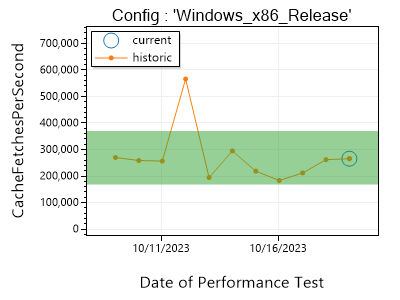 Config : 'Windows_x86_Release'
current
historic
CacheFetchesPerSecond
700,000
600,000
500,000
400,000
300,000
200,000
100,000
0
10/11/2023
10/16/2023
Date of Performance Test